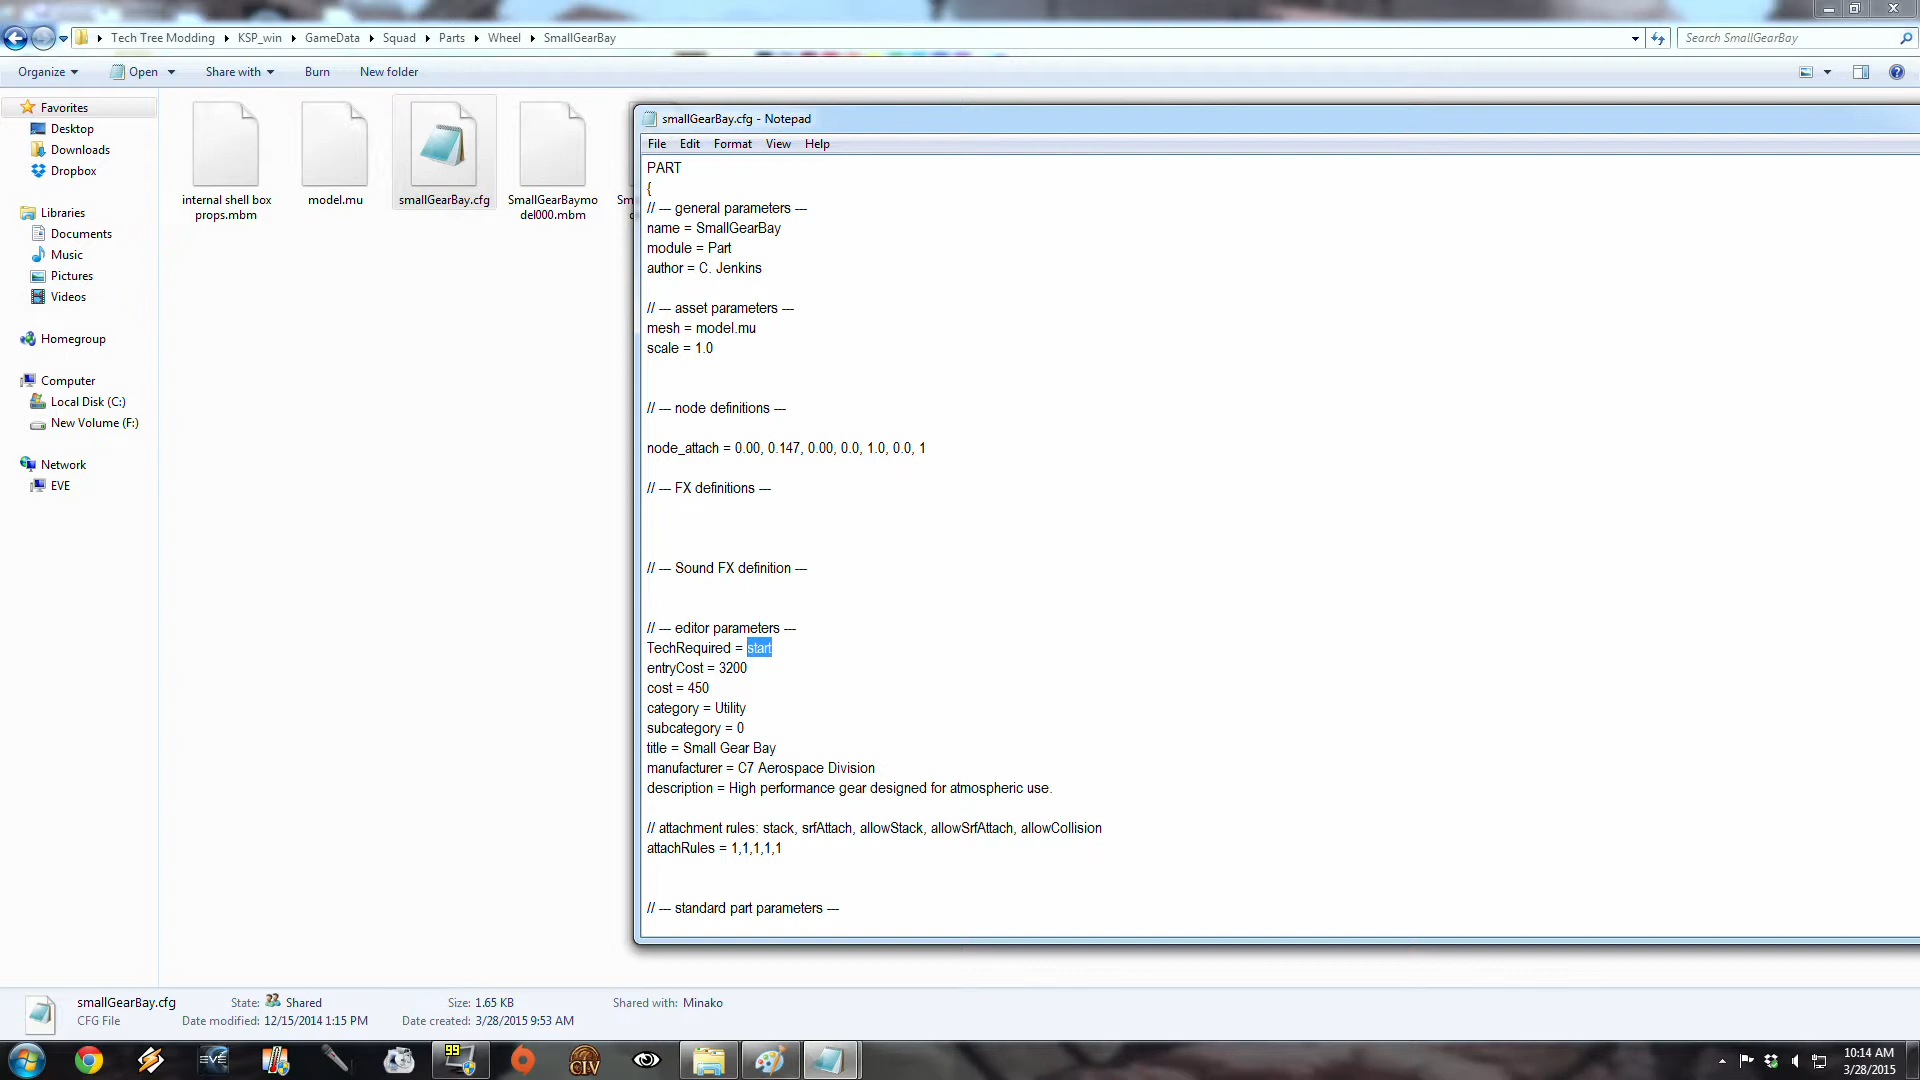 Tech Tree Modding KSP_win GameData Squad Parts Wheel SmallGearBay
Search SmallGearBay
Organize Open Share with Burn New folder
Favorites
Desktop
Downloads
Dropbox
Libraries
Documents
Music
Pictures
Videos
Homegroup
Computer
Local Disk (C:)
New Volume (F:)
Network
EVE
internal shell box
props.mbm
model.mu
smallGearBay.cfg
SmallGearBaymo
del000.mbm
smallGearBay.cfg - Notepad
File Edit Format View Help
PART
{
// --- general parameters ---
name = SmallGearBay
module = Part
author = C. Jenkins
// --- asset parameters ---
mesh = model.mu
scale = 1.0
// --- node definitions ---
node_attach = 0.00, 0.147, 0.00, 0.0, 1.0, 0.0, 1
// --- FX definitions ---
// --- Sound FX definition ---
// --- editor parameters ---
TechRequired = start
entryCost = 3200
cost = 450
category = Utility
subcategory = 0
title = Small Gear Bay
manufacturer = C7 Aerospace Division
description = High performance gear designed for atmospheric use.
// attachment rules: stack, srfAttach, allowStack, allowSrfAttach, allowCollision
attachRules = 1,1,1,1,1
// --- standard part parameters ---
smallGearBay.cfg State: Shared Size: 1.65 KB Shared with: Minako
CFG File Date modified: 12/15/2014 1:15 PM Date created: 3/28/2015 9:53 AM
EVE
99
CIV
10:14 AM
3/28/2015